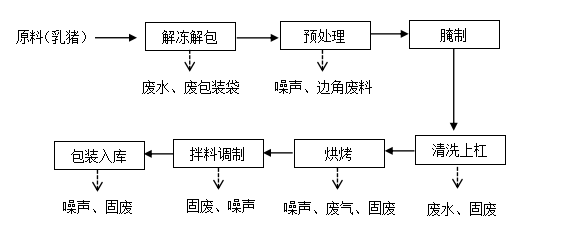 原料（乳猪）
解冻解包
预处理
腌制
废水、废包装袋
噪声、边角废料
包装入库
拌料调制
烘烤
清洗上杠
噪声、固废
固废、噪声
噪声、废气、固废
废水、固废